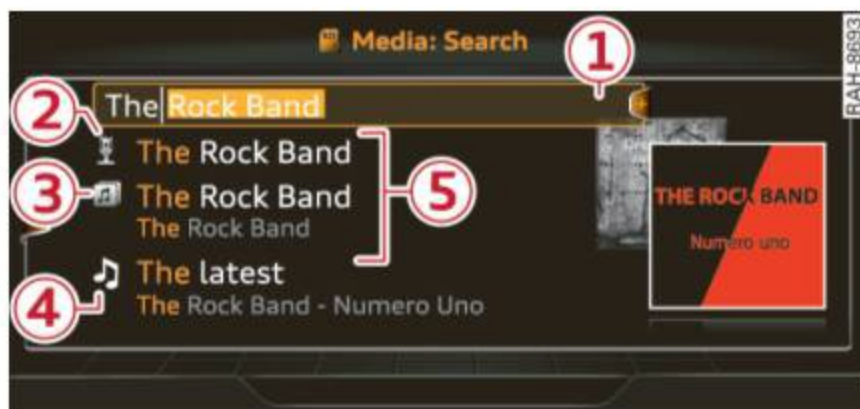 Media: Search
1
The Rock Band
2
The Rock Band
3
The Rock Band
The Rock Band
5
4
The latest
The Rock Band - Numero Uno
THE ROCK BAND
Numero uno
RAH-8693